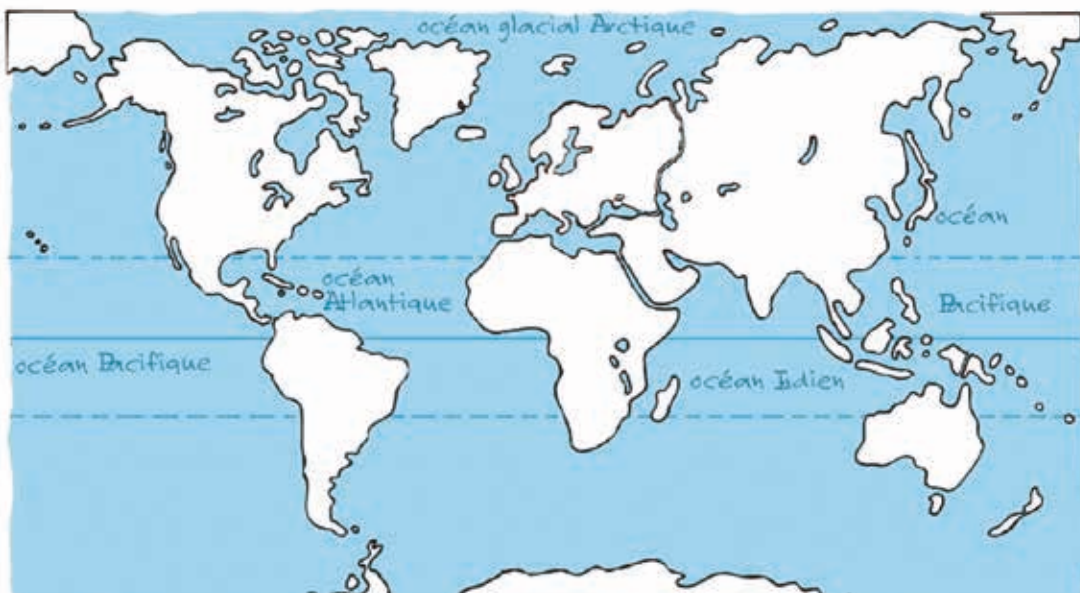 océan glacial Arctique
océan
océan
Atlantique
Pacifique
océan Pacifique
océan Indien